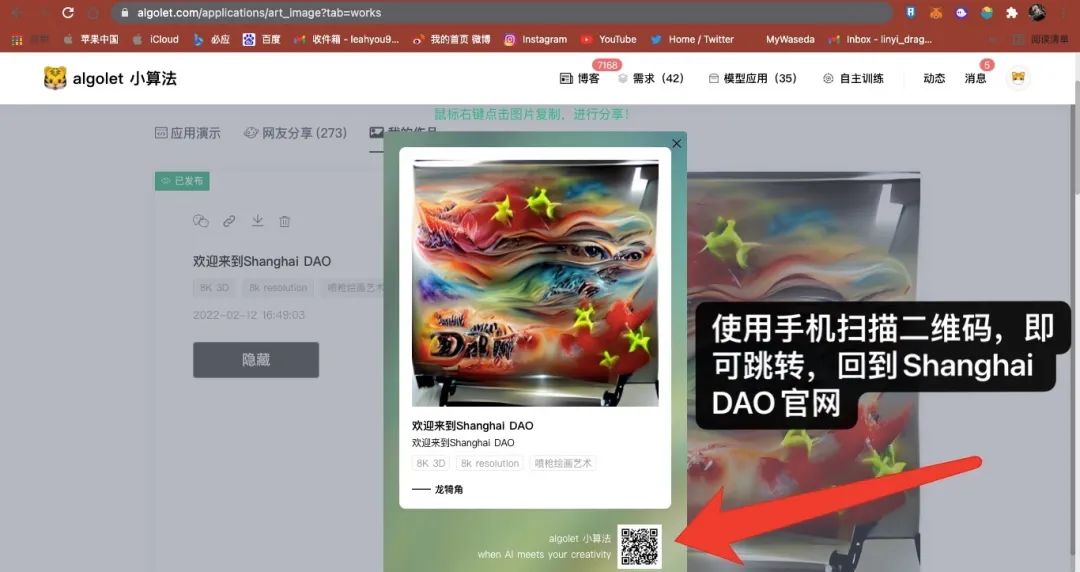 algolet.com/applications/art_image?tab=works
苹果中国
iCloud
必应
百度
收件箱 - leahyou9...
我的首页 微博
Instagram
YouTube
Home / Twitter
MyWaseda
Inbox - linyi_drag...
阅读清单
algolet 小算法
7168
博客
需求（42）
模型应用（35）
自主训练
动态
消息
5
鼠标右键点击图片复制，进行分享！
应用演示
网友分享 (273)
我的作品
已发布
欢迎来到Shanghai DAO
8K 3D
8k resolution
喷枪绘画艺术
2022-02-12 16:49:03
隐藏
欢迎来到Shanghai DAO
欢迎来到Shanghai DAO
8K 3D
8k resolution
喷枪绘画艺术
—— 龙犄角
algolet 小算法
when AI meets your creativity
使用手机扫描二维码，即
可跳转，回到Shanghai
DAO官网